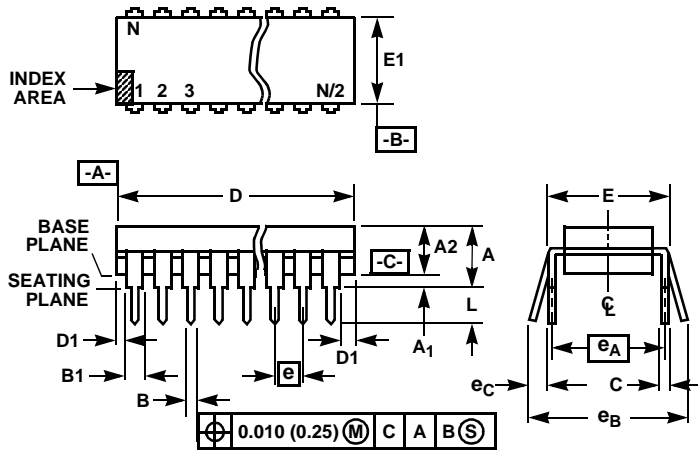 N
E1
INDEX
AREA
1 2 3 N/2
-B-
-A-
D
E
BASE
PLANE
A2
A
-C-
SEATING
PLANE
L
℄
D1
A1
D1
eA
B1
e
eC
C
B
eB
⌖ 0.010 (0.25) Ⓜ C A B Ⓢ